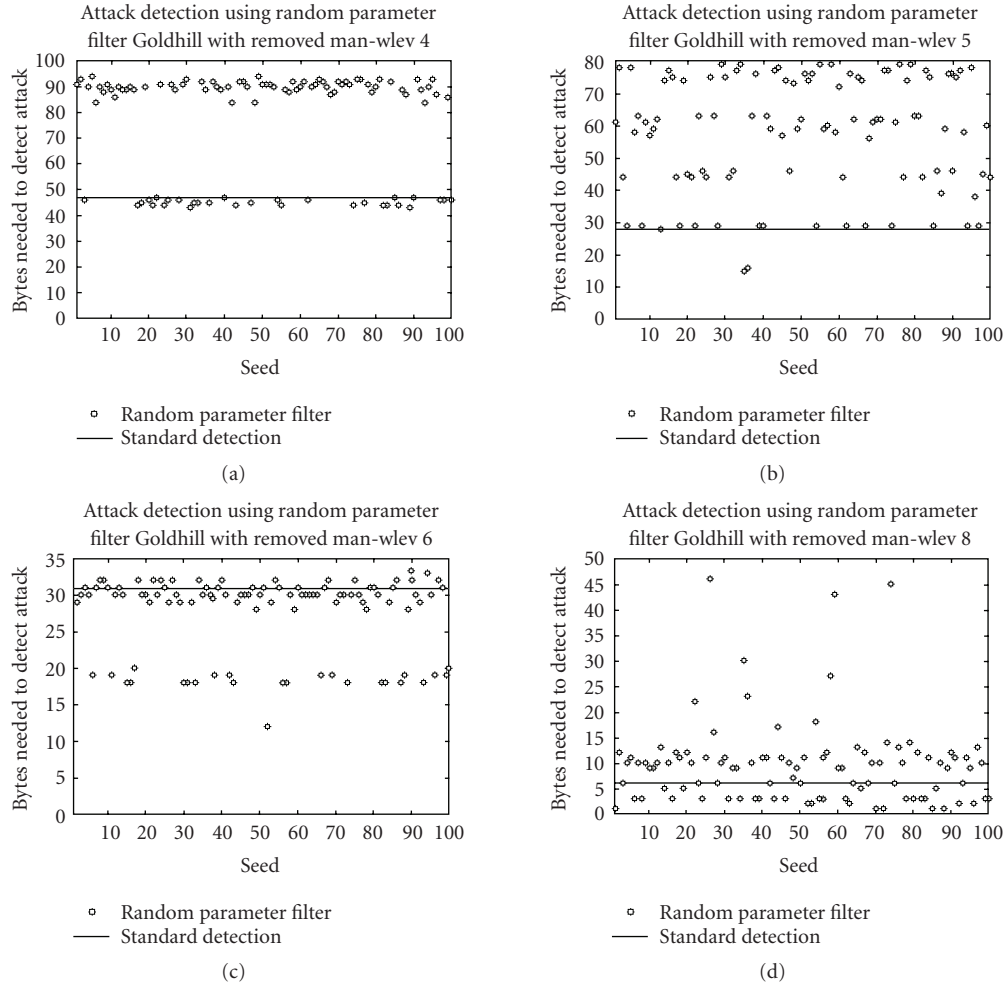 Attack detection using random parameter
filter Goldhill with removed man-wlev 4
Bytes needed to detect attack
100
90
80
70
60
50
40
30
20
10
0
10 20 30 40 50 60 70 80 90 100
Seed
Random parameter filter
Standard detection
(a)
Attack detection using random parameter
filter Goldhill with removed man-wlev 5
Bytes needed to detect attack
80
70
60
50
40
30
20
10
0
10 20 30 40 50 60 70 80 90 100
Seed
Random parameter filter
Standard detection
(b)
Attack detection using random parameter
filter Goldhill with removed man-wlev 6
Bytes needed to detect attack
35
30
25
20
15
10
5
0
10 20 30 40 50 60 70 80 90 100
Seed
Random parameter filter
Standard detection
(c)
Attack detection using random parameter
filter Goldhill with removed man-wlev 8
Bytes needed to detect attack
50
45
40
35
30
25
20
15
10
5
0
10 20 30 40 50 60 70 80 90 100
Seed
Random parameter filter
Standard detection
(d)